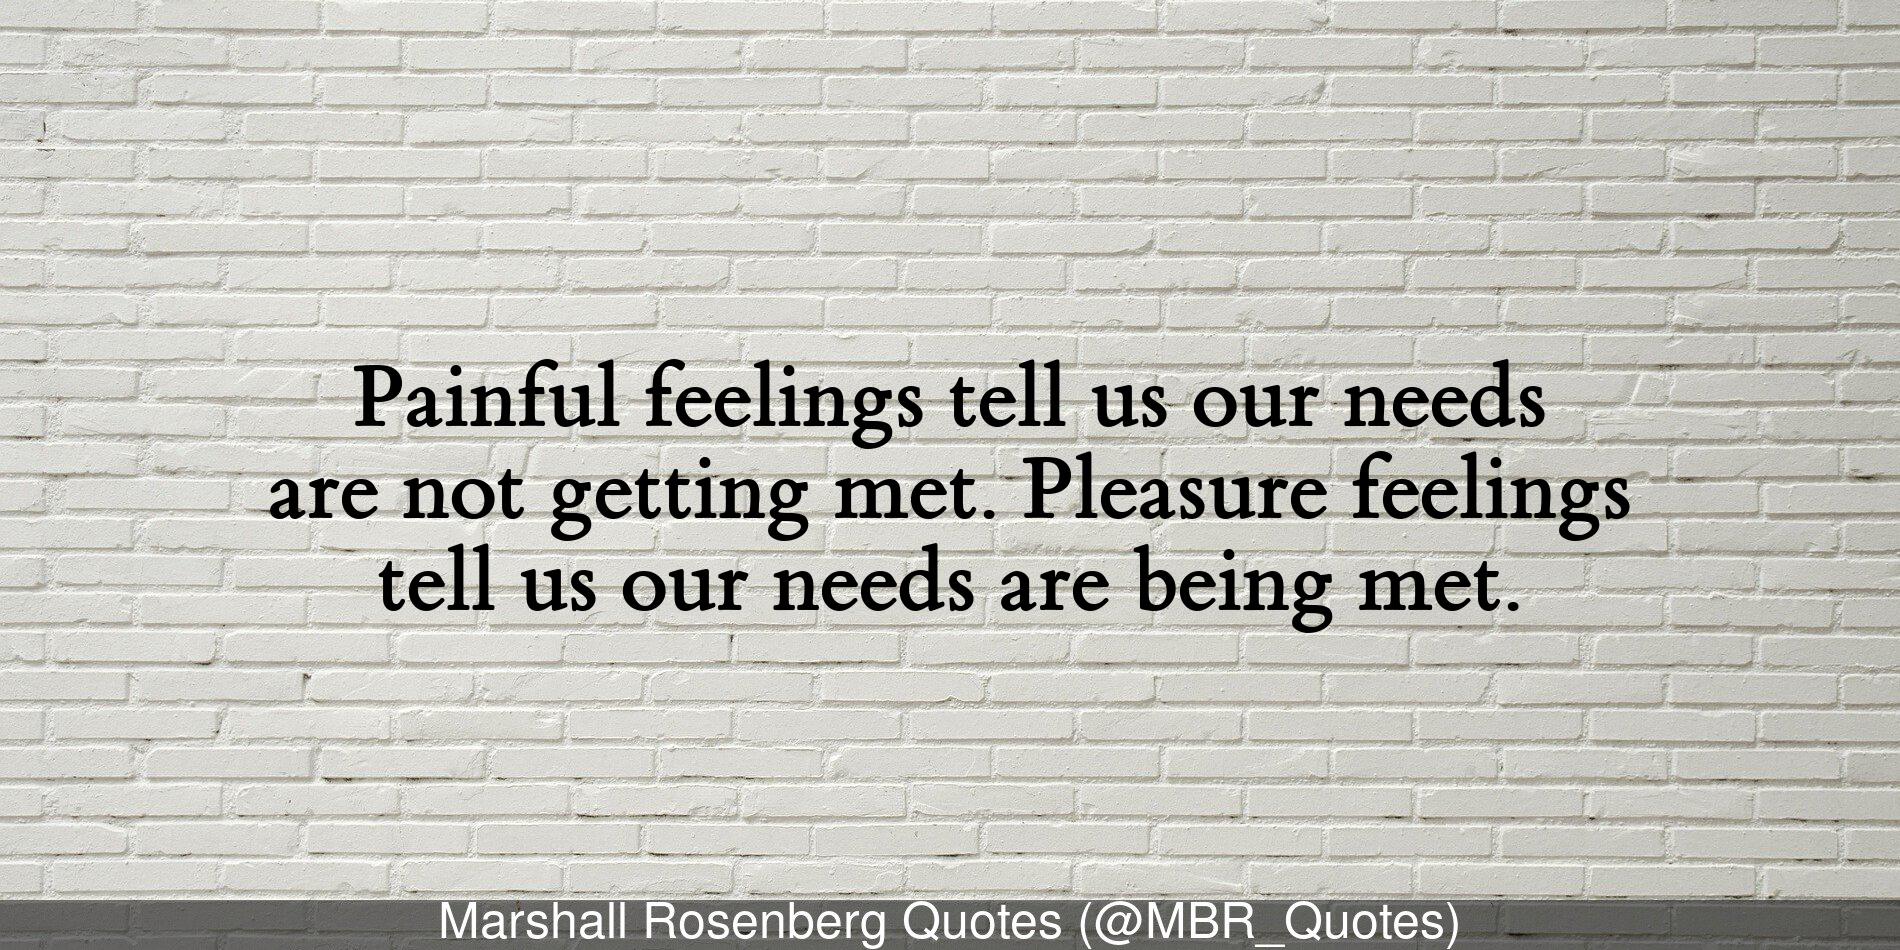 Painful feelings tell us our needs
are not getting met. Pleasure feelings
tell us our needs are being met.
Marshall Rosenberg Quotes (@MBR_Quotes)